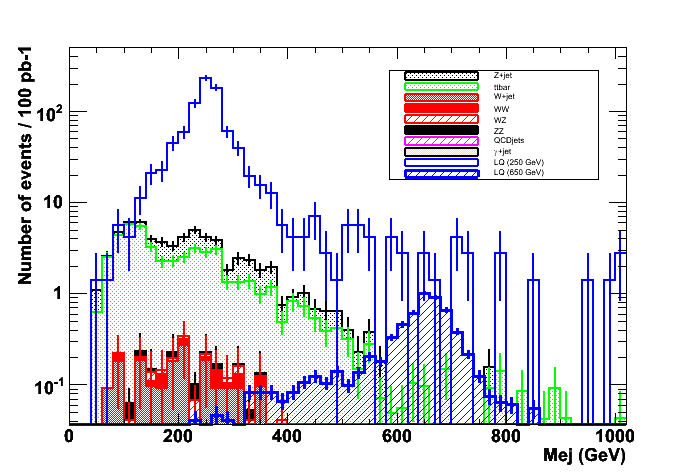 Number of events / 100 pb-1
10²
10
1
10⁻¹
Z+jet
ttbar
W+jet
WW
WZ
ZZ
QCDjets
γ+jet
LQ (250 GeV)
LQ (650 GeV)
0 200 400 600 800 1000
Mej (GeV)